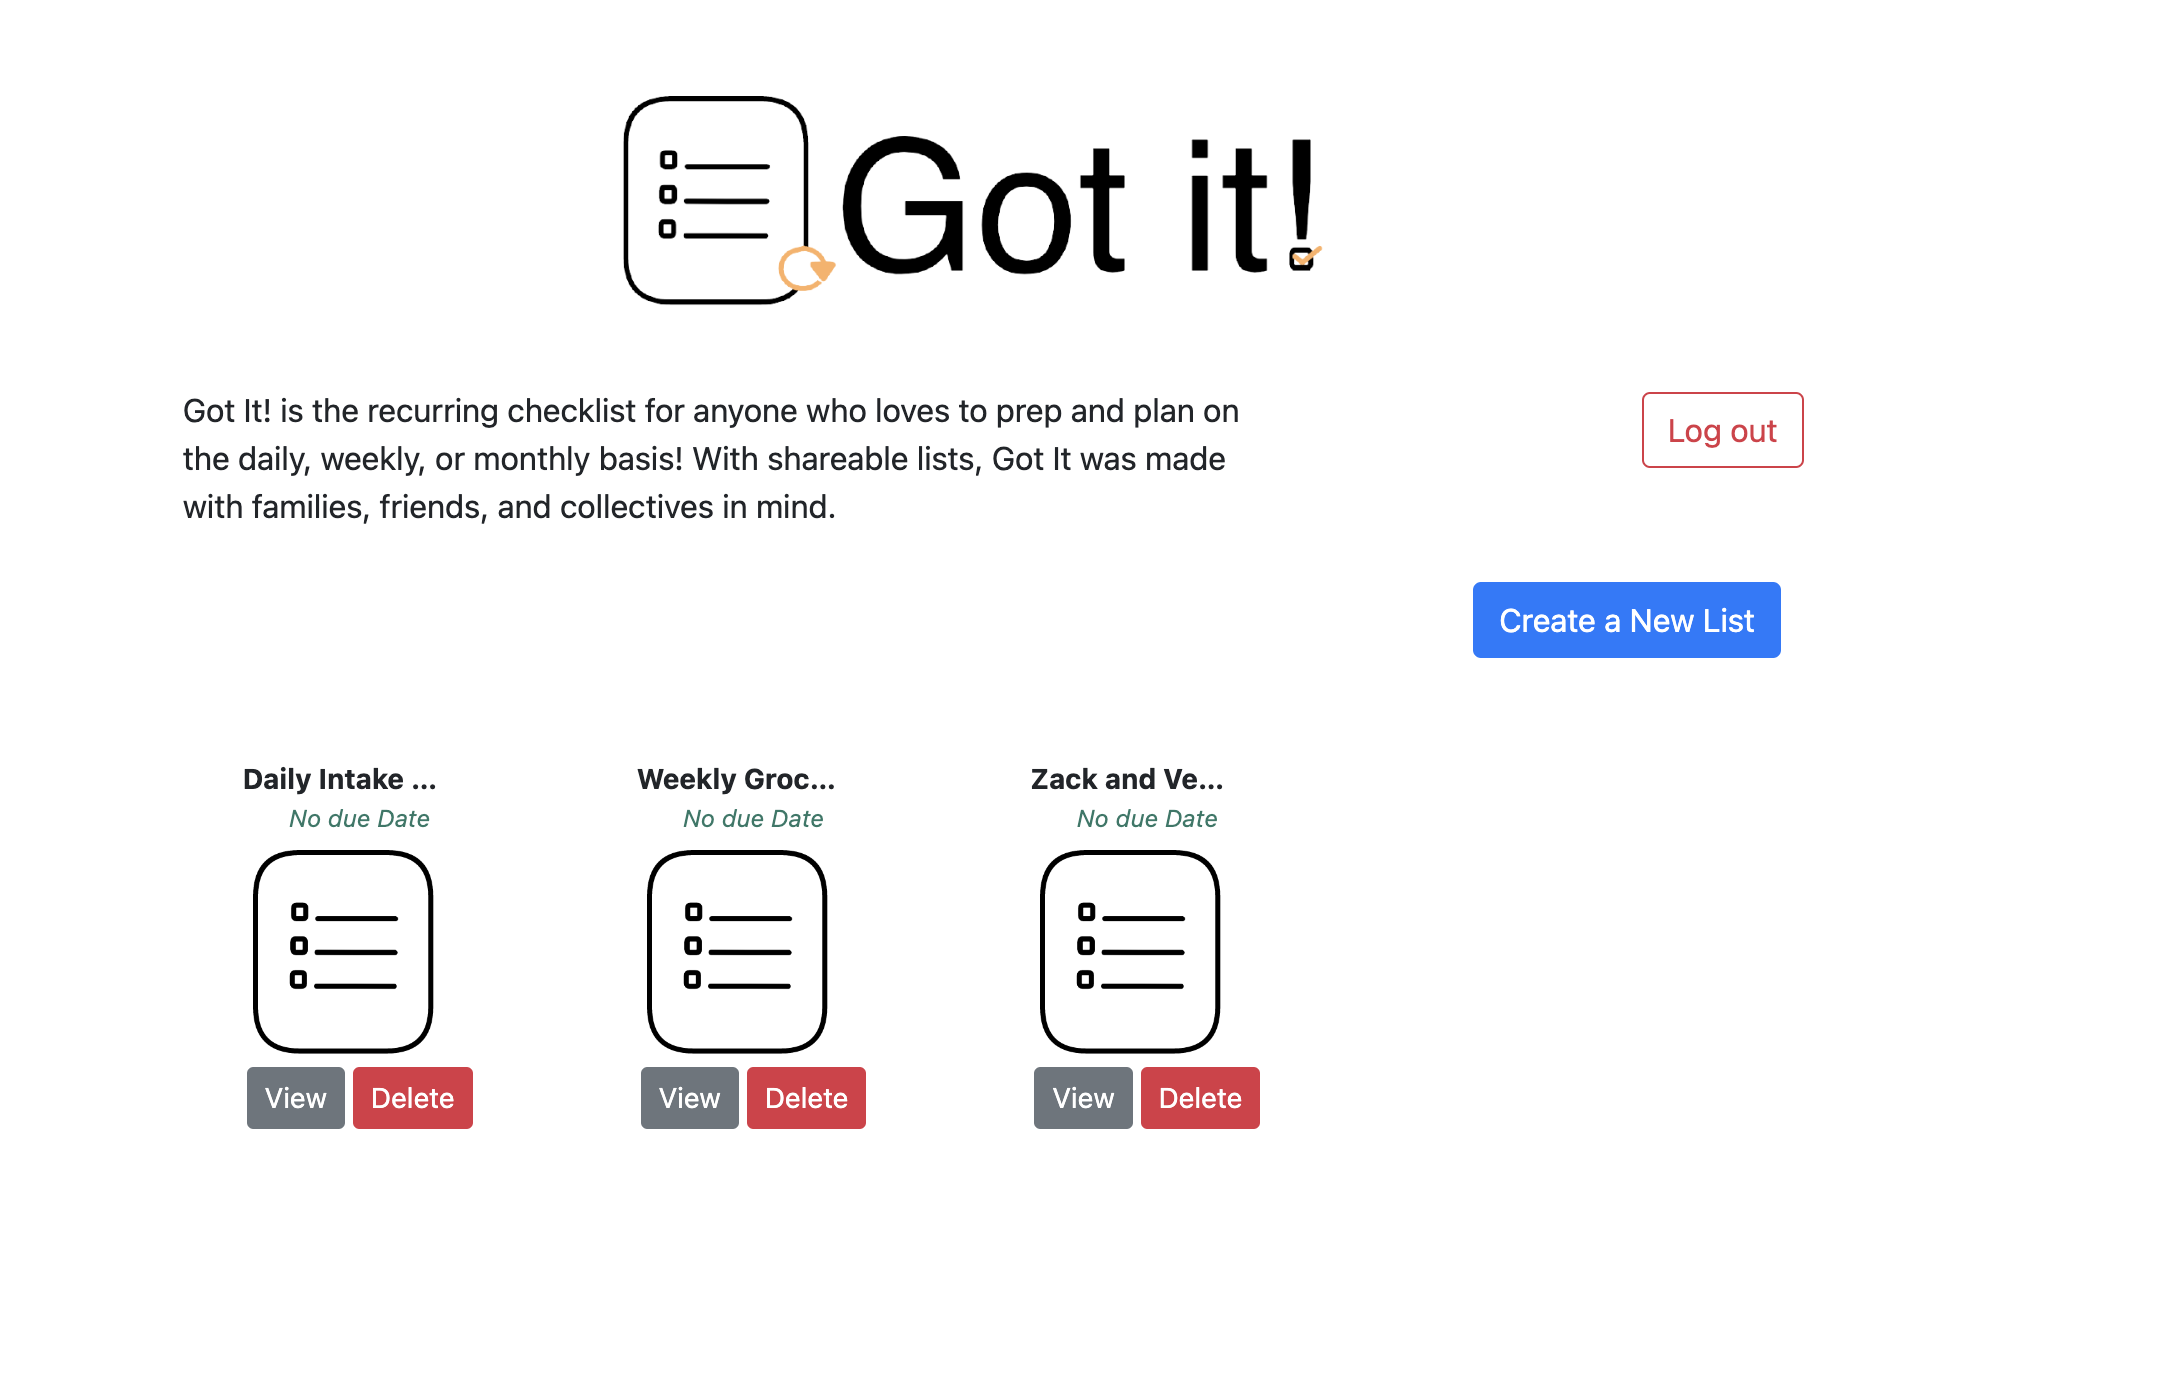 Got it!
Got It! is the recurring checklist for anyone who loves to prep and plan on
the daily, weekly, or monthly basis! With shareable lists, Got It was made
with families, friends, and collectives in mind.
Log out
Create a New List
Daily Intake ...
No due Date
View
Delete
Weekly Groc...
No due Date
View
Delete
Zack and Ve...
No due Date
View
Delete